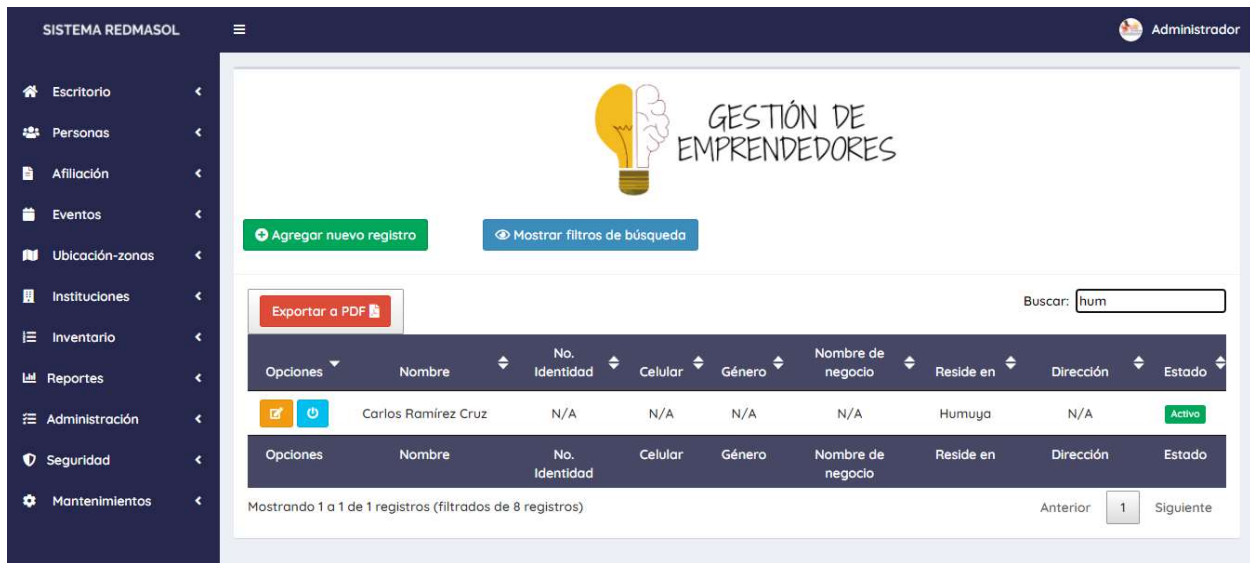 SISTEMA REDMASOL
Administrador
Escritorio
Personas
Afiliación
Eventos
Ubicación-zonas
Instituciones
Inventario
Reportes
Administración
Seguridad
Mantenimientos
GESTIÓN DE
EMPRENDEDORES
Agregar nuevo registro
Mostrar filtros de búsqueda
Exportar a PDF
Buscar: hum
Opciones Nombre No. Identidad Celular Género Nombre de negocio Reside en Dirección Estado
Carlos Ramírez Cruz N/A N/A N/A N/A Humuya N/A Activo
Opciones Nombre No. Identidad Celular Género Nombre de negocio Reside en Dirección Estado
Mostrando 1 a 1 de 1 registros (filtrados de 8 registros)
Anterior 1 Siguiente